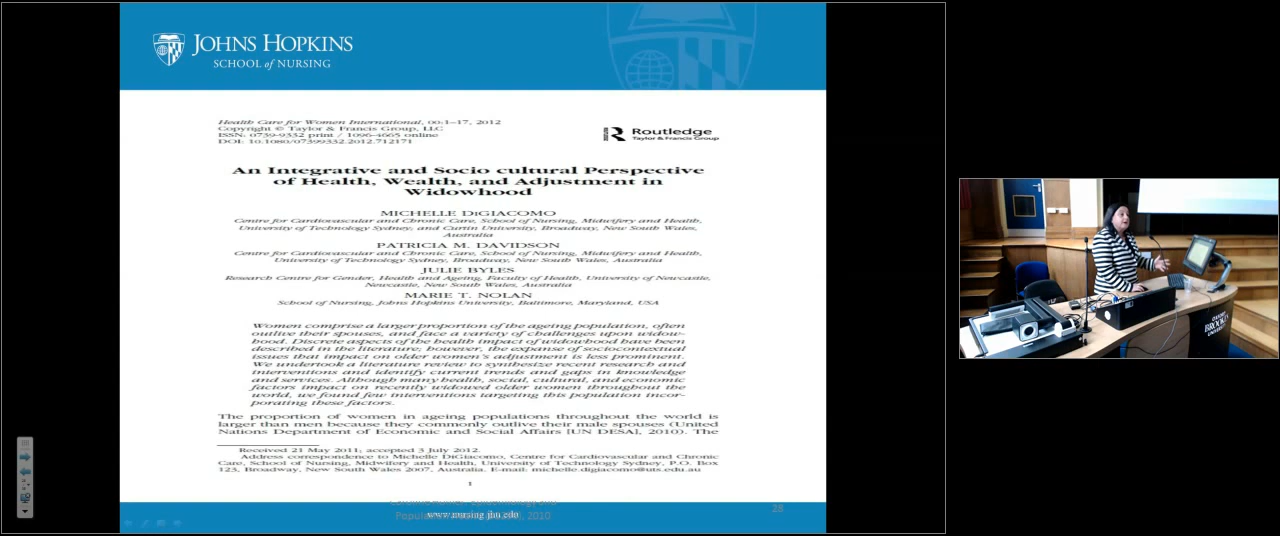 JOHNS HOPKINS
SCHOOL of NURSING
Health Care for Women International, 00:1–17, 2012
Copyright © Taylor & Francis Group, LLC
ISSN: 0739-9332 print / 1096-4665 online
DOI: 10.1080/07399332.2012.712171
Routledge
Taylor & Francis Group
An Integrative and Socio cultural Perspective
of Health, Wealth, and Adjustment in
Widowhood
MICHELLE DiGIACOMO
Centre for Cardiovascular and Chronic Care, School of Nursing, Midwifery and Health,
University of Technology Sydney, and Curtin University, Broadway, New South Wales,
Australia
PATRICIA M. DAVIDSON
Centre for Cardiovascular and Chronic Care, School of Nursing, Midwifery and Health,
University of Technology Sydney, Broadway, New South Wales, Australia
JULIE BYLES
Research Centre for Gender, Health and Ageing, Faculty of Health, University of Newcastle,
Newcastle, New South Wales, Australia
MARIE T. NOLAN
School of Nursing, Johns Hopkins University, Baltimore, Maryland, USA
Women comprise a larger proportion of the ageing population, often
outlive their spouses, and face a variety of challenges upon widow-
hood. Discrete aspects of the health impact of widowhood have been
described in the literature; however, the expanse of sociocontextual
issues that impact on older women's adjustment is less prominent.
We undertook a literature review to synthesize recent research and
interventions and identify current trends and gaps in knowledge
and services. Although many health, social, cultural, and economic
factors impact on recently widowed older women throughout the
world, we found few interventions targeting this population incor-
porating these factors.
The proportion of women in ageing populations throughout the world is
larger than men because they commonly outlive their male spouses (United
Nations Department of Economic and Social Affairs [UN DESA], 2010). The
Received 21 May 2011; accepted 3 July 2012.
Address correspondence to Michelle DiGiacomo, Centre for Cardiovascular and Chronic
Care, School of Nursing, Midwifery and Health, University of Technology Sydney, P.O. Box
123, Broadway, New South Wales 2007, Australia. E-mail: michelle.digiacomo@uts.edu.au
1
www.nursing.jhu.edu
2010
28
BROOKES